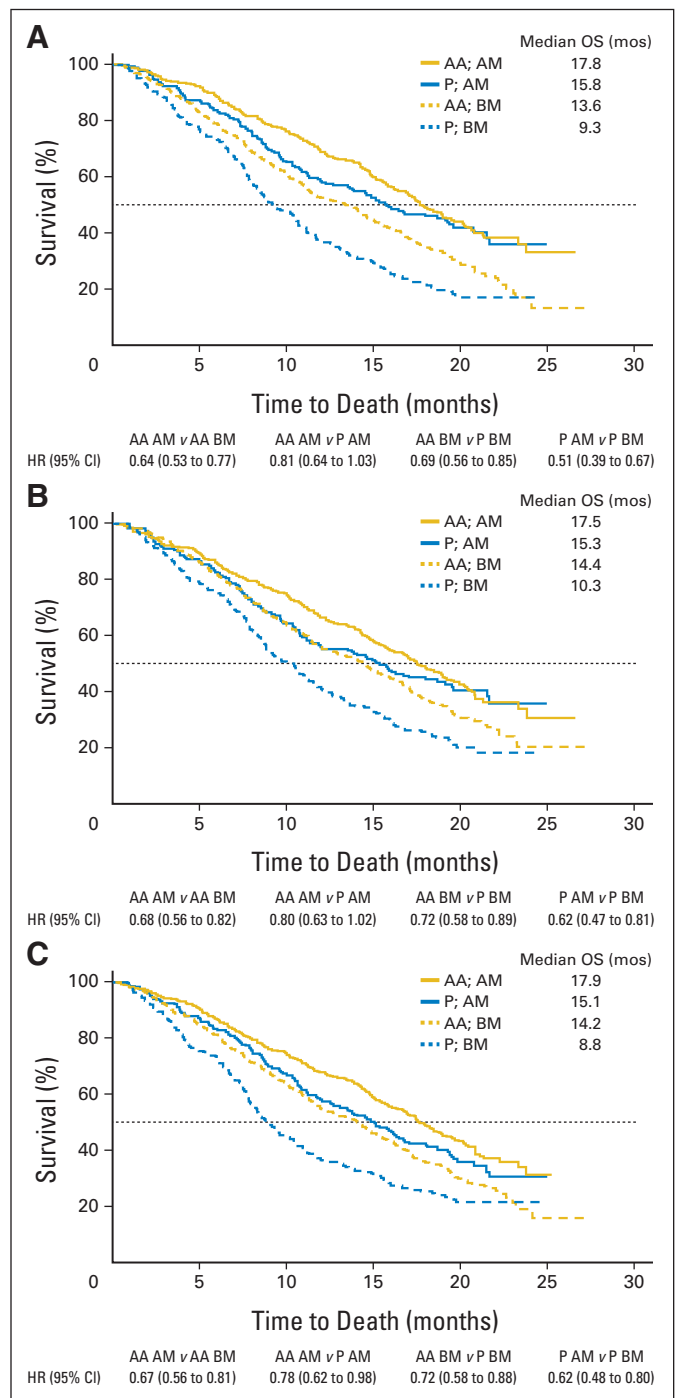 A
Median OS (mos)
AA; AM 17.8
P; AM 15.8
AA; BM 13.6
P; BM 9.3
100
80
60
40
20
0
5 10 15 20 25 30
Survival (%)
Time to Death (months)
AA AM v AA BM AA AM v P AM AA BM v P BM P AM v P BM
HR (95% CI) 0.64 (0.53 to 0.77) 0.81 (0.64 to 1.03) 0.69 (0.56 to 0.85) 0.51 (0.39 to 0.67)
B
Median OS (mos)
AA; AM 17.5
P; AM 15.3
AA; BM 14.4
P; BM 10.3
100
80
60
40
20
0
5 10 15 20 25 30
Survival (%)
Time to Death (months)
AA AM v AA BM AA AM v P AM AA BM v P BM P AM v P BM
HR (95% CI) 0.68 (0.56 to 0.82) 0.80 (0.63 to 1.02) 0.72 (0.58 to 0.89) 0.62 (0.47 to 0.81)
C
Median OS (mos)
AA; AM 17.9
P; AM 15.1
AA; BM 14.2
P; BM 8.8
100
80
60
40
20
0
5 10 15 20 25 30
Survival (%)
Time to Death (months)
AA AM v AA BM AA AM v P AM AA BM v P BM P AM v P BM
HR (95% CI) 0.67 (0.56 to 0.81) 0.78 (0.62 to 0.98) 0.72 (0.58 to 0.88) 0.62 (0.48 to 0.80)